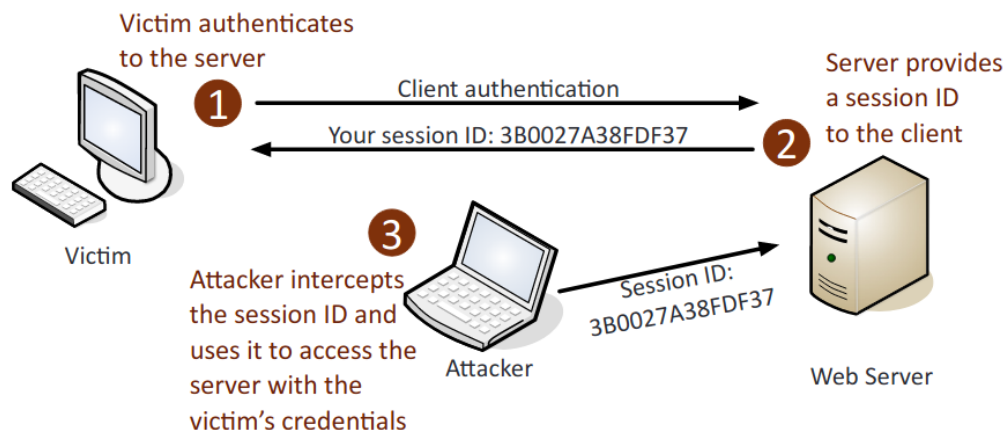 Victim authenticates
to the server
1
Client authentication
Your session ID: 3B0027A38FDF37
Server provides
a session ID
to the client
2
Victim
3
Attacker intercepts
the session ID and
uses it to access the
server with the
victim's credentials
Attacker
Session ID:
3B0027A38FDF37
Web Server